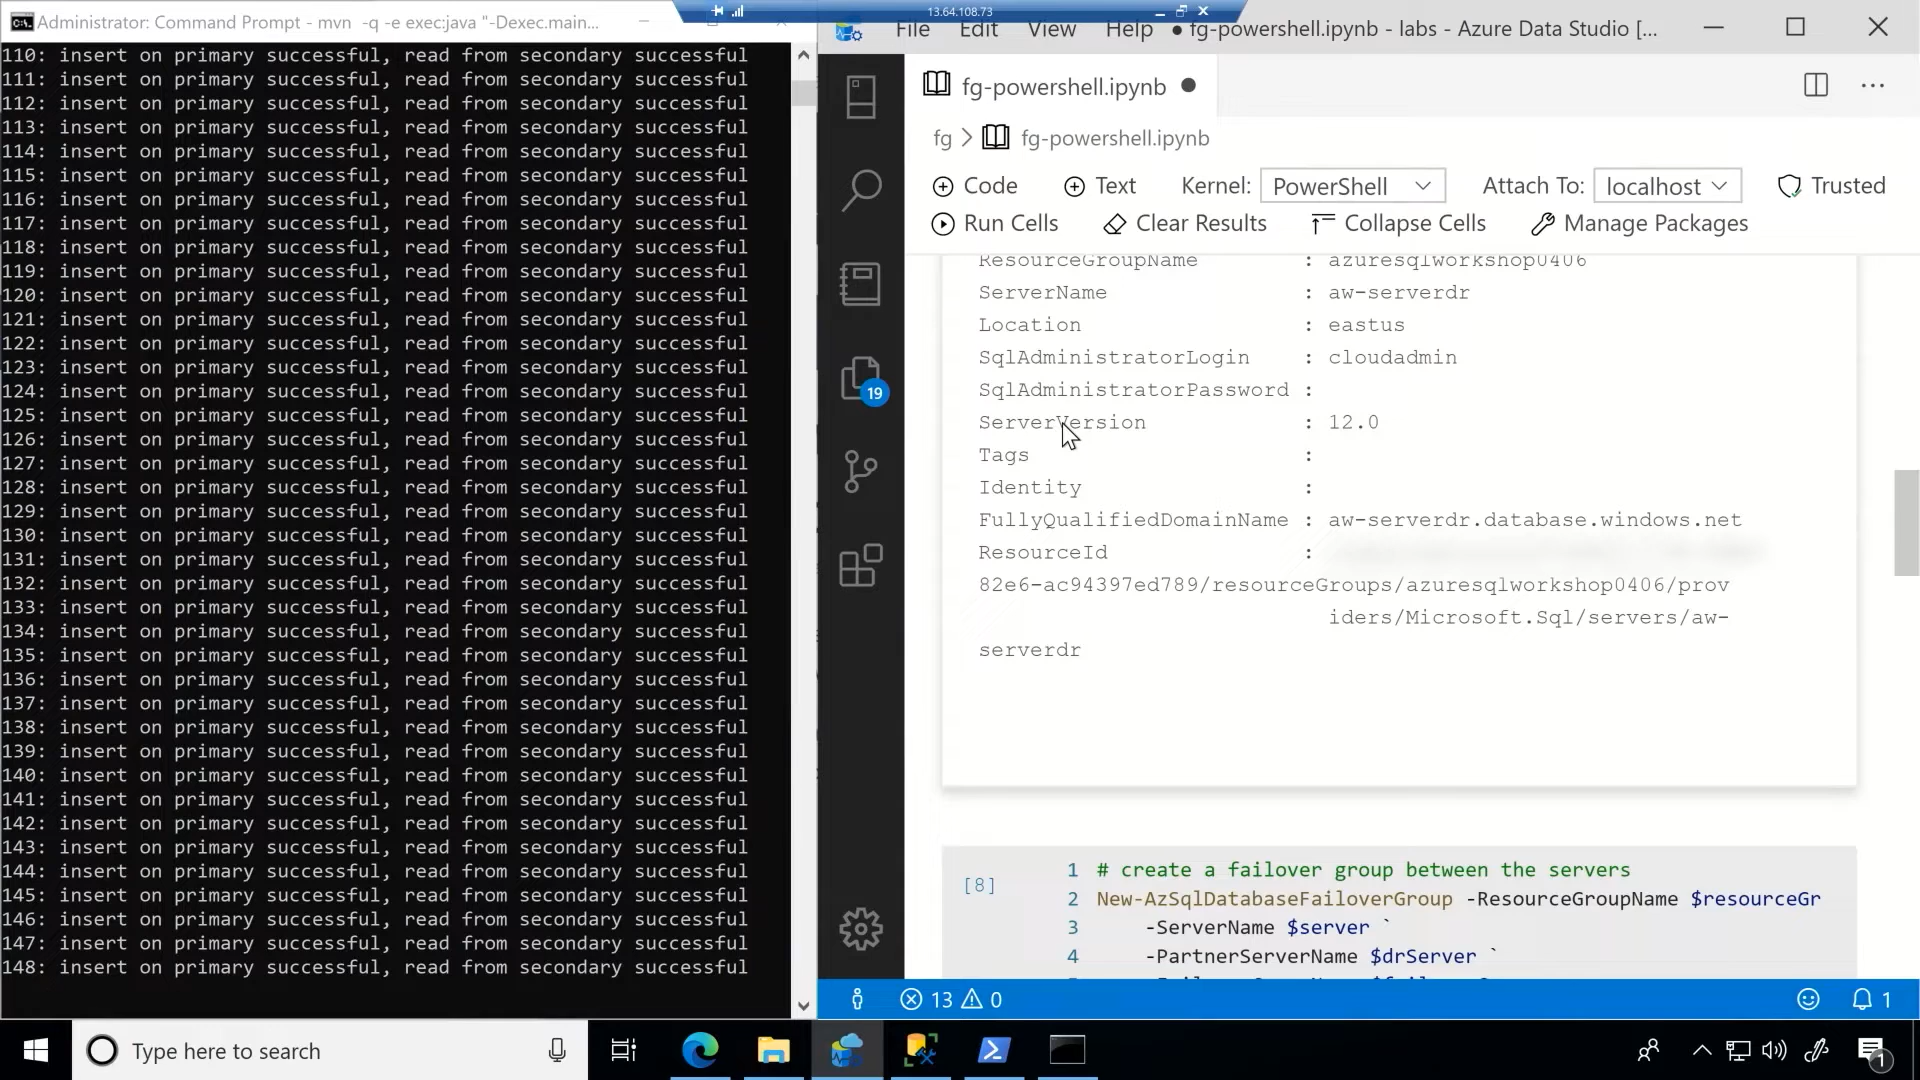 Administrator: Command Prompt - mvn -q -e exec:java "-Dexec.main...
110: insert on primary successful, read from secondary successful
111: insert on primary successful, read from secondary successful
112: insert on primary successful, read from secondary successful
113: insert on primary successful, read from secondary successful
114: insert on primary successful, read from secondary successful
115: insert on primary successful, read from secondary successful
116: insert on primary successful, read from secondary successful
117: insert on primary successful, read from secondary successful
118: insert on primary successful, read from secondary successful
119: insert on primary successful, read from secondary successful
120: insert on primary successful, read from secondary successful
121: insert on primary successful, read from secondary successful
122: insert on primary successful, read from secondary successful
123: insert on primary successful, read from secondary successful
124: insert on primary successful, read from secondary successful
125: insert on primary successful, read from secondary successful
126: insert on primary successful, read from secondary successful
127: insert on primary successful, read from secondary successful
128: insert on primary successful, read from secondary successful
129: insert on primary successful, read from secondary successful
130: insert on primary successful, read from secondary successful
131: insert on primary successful, read from secondary successful
132: insert on primary successful, read from secondary successful
133: insert on primary successful, read from secondary successful
134: insert on primary successful, read from secondary successful
135: insert on primary successful, read from secondary successful
136: insert on primary successful, read from secondary successful
137: insert on primary successful, read from secondary successful
138: insert on primary successful, read from secondary successful
139: insert on primary successful, read from secondary successful
140: insert on primary successful, read from secondary successful
141: insert on primary successful, read from secondary successful
142: insert on primary successful, read from secondary successful
143: insert on primary successful, read from secondary successful
144: insert on primary successful, read from secondary successful
145: insert on primary successful, read from secondary successful
146: insert on primary successful, read from secondary successful
147: insert on primary successful, read from secondary successful
148: insert on primary successful, read from secondary successful
13.64.108.73
File Edit View Help ● fg-powershell.ipynb - labs - Azure Data Studio [...
fg-powershell.ipynb
fg > fg-powershell.ipynb
Code Text Kernel: PowerShell Attach To: localhost Trusted
Run Cells Clear Results Collapse Cells Manage Packages
ResourceGroupName : azuresqlworkshop0406
ServerName : aw-serverdr
Location : eastus
SqlAdministratorLogin : cloudadmin
SqlAdministratorPassword :
ServerVersion : 12.0
Tags :
Identity :
FullyQualifiedDomainName : aw-serverdr.database.windows.net
ResourceId :
82e6-ac94397ed789/resourceGroups/azuresqlworkshop0406/prov
iders/Microsoft.Sql/servers/aw-
serverdr
[8]
1 # create a failover group between the servers
2 New-AzSqlDatabaseFailoverGroup -ResourceGroupName $resourceGr
3 -ServerName $server `
4 -PartnerServerName $drServer `
19
13 0
1
Type here to search
1